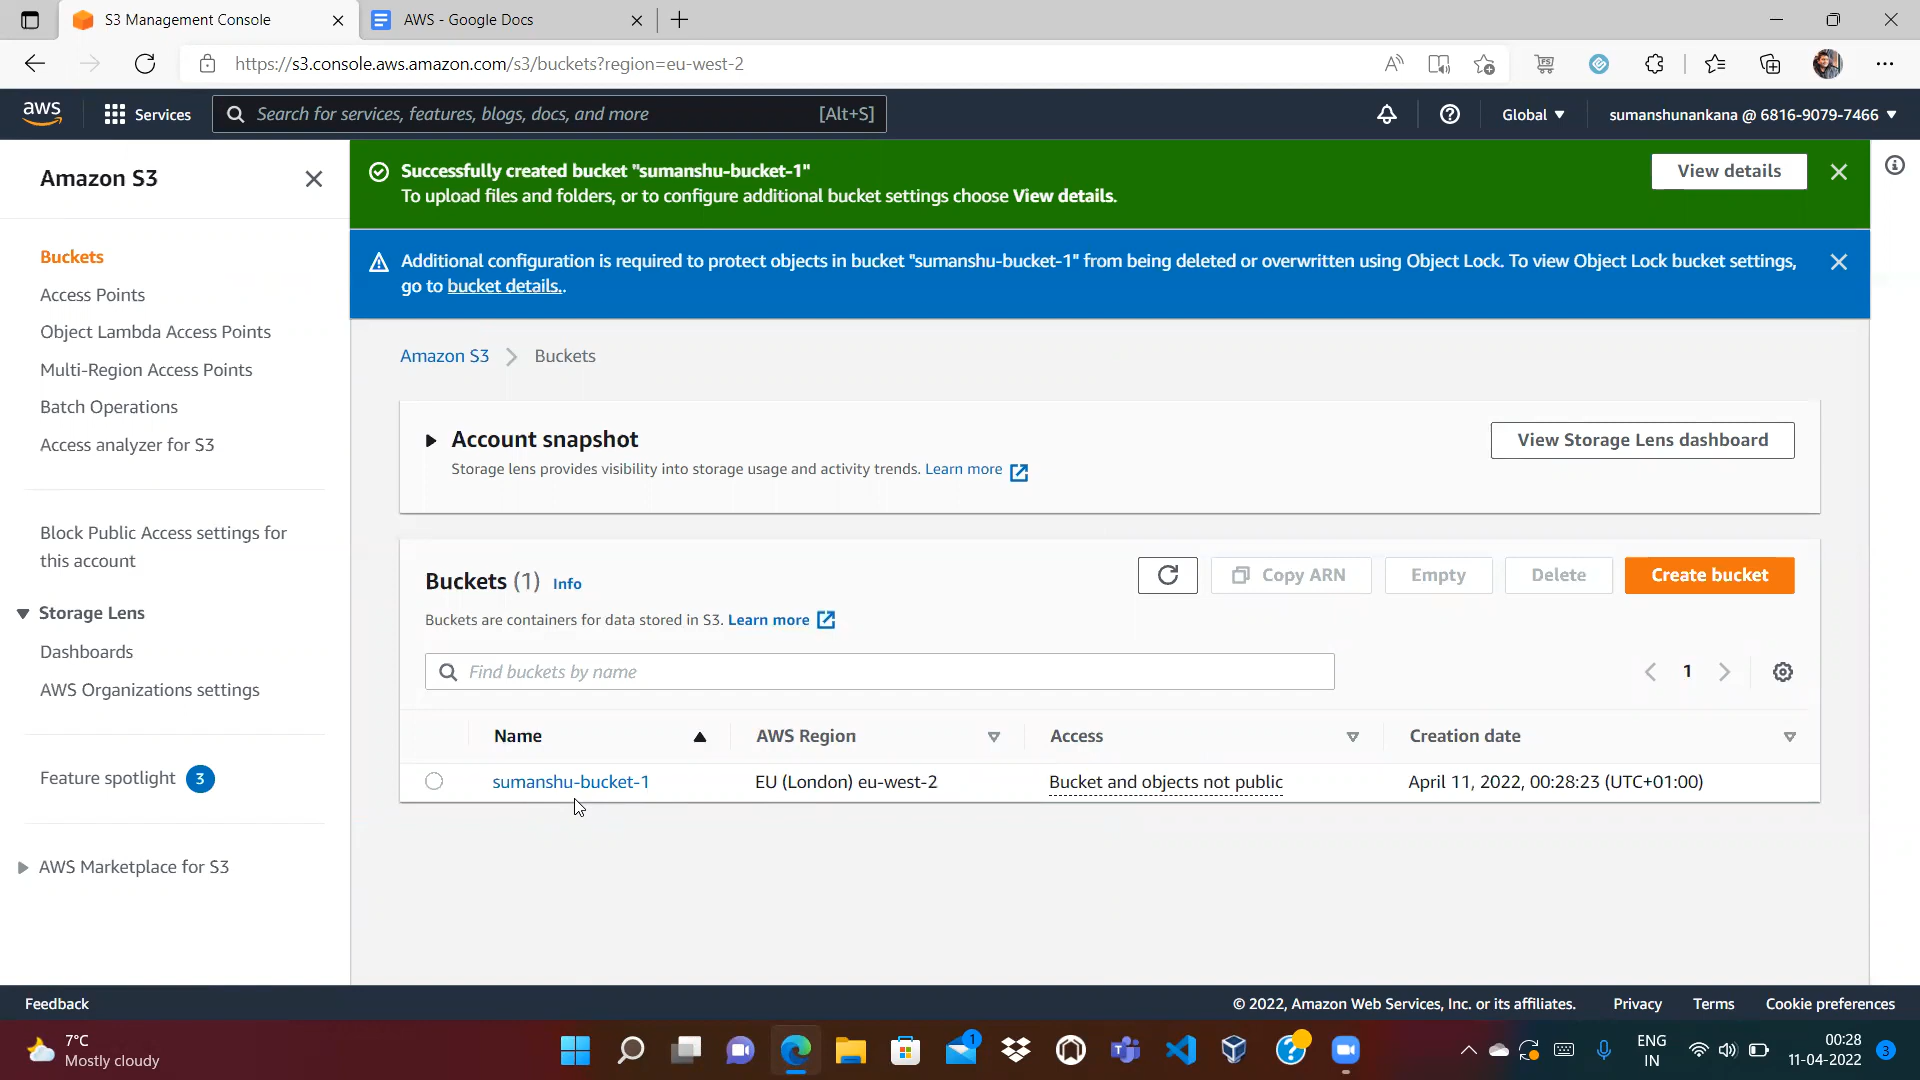 S3 Management Console
AWS - Google Docs
https://s3.console.aws.amazon.com/s3/buckets?region=eu-west-2
aws
Services
Search for services, features, blogs, docs, and more
[Alt+S]
Global
sumanshunankana @ 6816-9079-7466
Amazon S3
Buckets
Access Points
Object Lambda Access Points
Multi-Region Access Points
Batch Operations
Access analyzer for S3
Block Public Access settings for
this account
Storage Lens
Dashboards
AWS Organizations settings
Feature spotlight 3
AWS Marketplace for S3
Successfully created bucket "sumanshu-bucket-1"
To upload files and folders, or to configure additional bucket settings choose View details.
View details
Additional configuration is required to protect objects in bucket "sumanshu-bucket-1" from being deleted or overwritten using Object Lock. To view Object Lock bucket settings,
go to bucket details..
Amazon S3
Buckets
Account snapshot
Storage lens provides visibility into storage usage and activity trends. Learn more
View Storage Lens dashboard
Buckets (1) Info
Buckets are containers for data stored in S3. Learn more
Copy ARN
Empty
Delete
Create bucket
Find buckets by name
1
Name
AWS Region
Access
Creation date
sumanshu-bucket-1
EU (London) eu-west-2
Bucket and objects not public
April 11, 2022, 00:28:23 (UTC+01:00)
Feedback
© 2022, Amazon Web Services, Inc. or its affiliates.
Privacy
Terms
Cookie preferences
7°C
Mostly cloudy
1
ENG
IN
00:28
11-04-2022
3